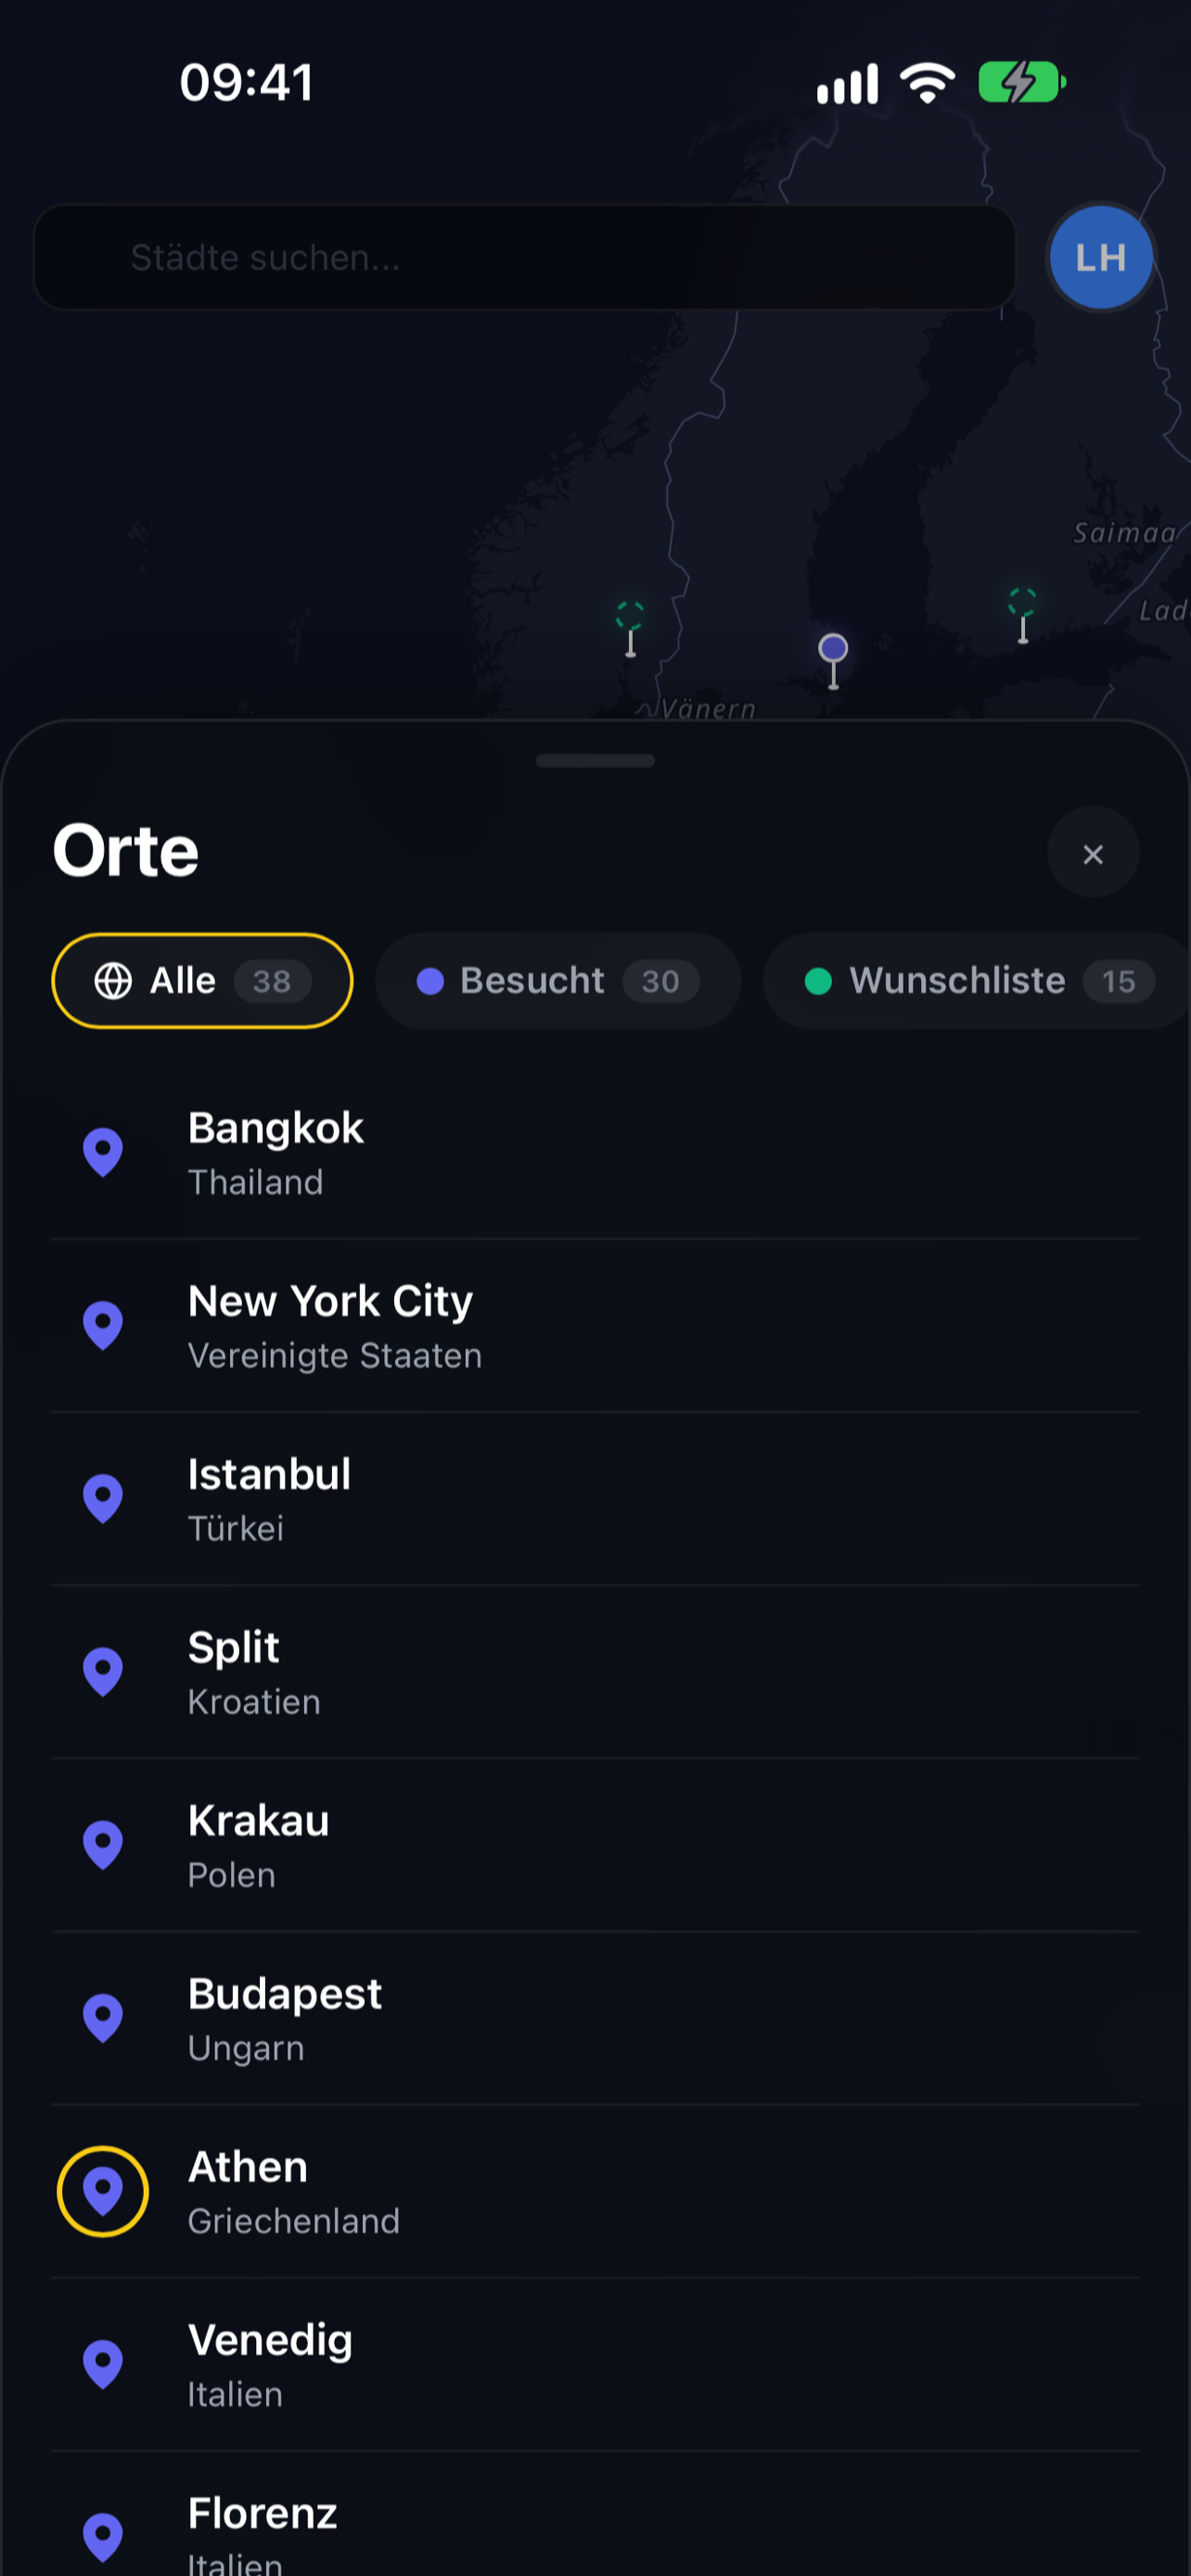 09:41
Städte suchen...
LH
Saimaa
Lad
Vänern
Orte
Alle 38 Besucht 30 Wunschliste 15
Bangkok
Thailand
New York City
Vereinigte Staaten
Istanbul
Türkei
Split
Kroatien
Krakau
Polen
Budapest
Ungarn
Athen
Griechenland
Venedig
Italien
Florenz
Italien